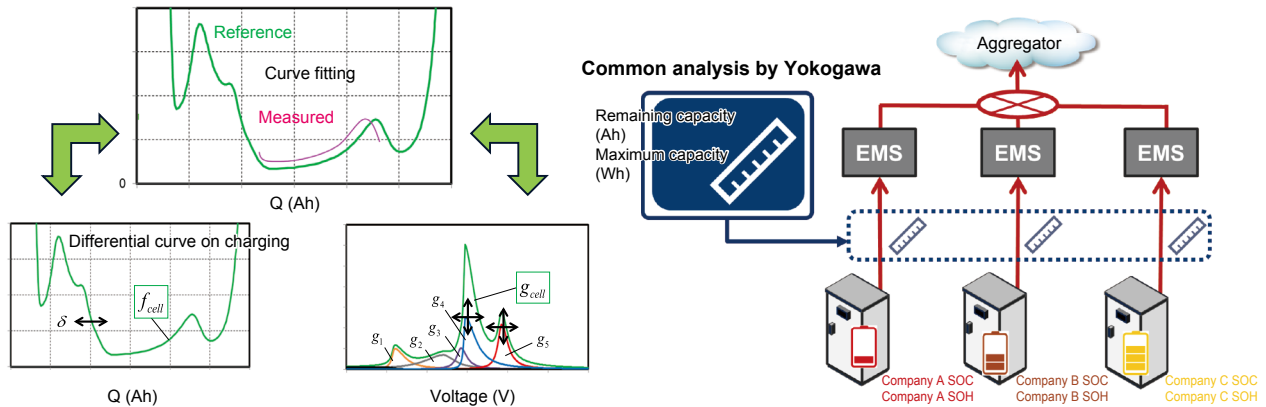 Reference
Curve fitting
Measured
0
Q (Ah)
Differential curve on charging
f_cell
δ
Q (Ah)
g_cell
g_4
g_3
g_1
g_2
g_5
Voltage (V)
Common analysis by Yokogawa
Remaining capacity
(Ah)
Maximum capacity
(Wh)
Aggregator
EMS EMS EMS
Company A SOC Company B SOC Company C SOC
Company A SOH Company B SOH Company C SOH